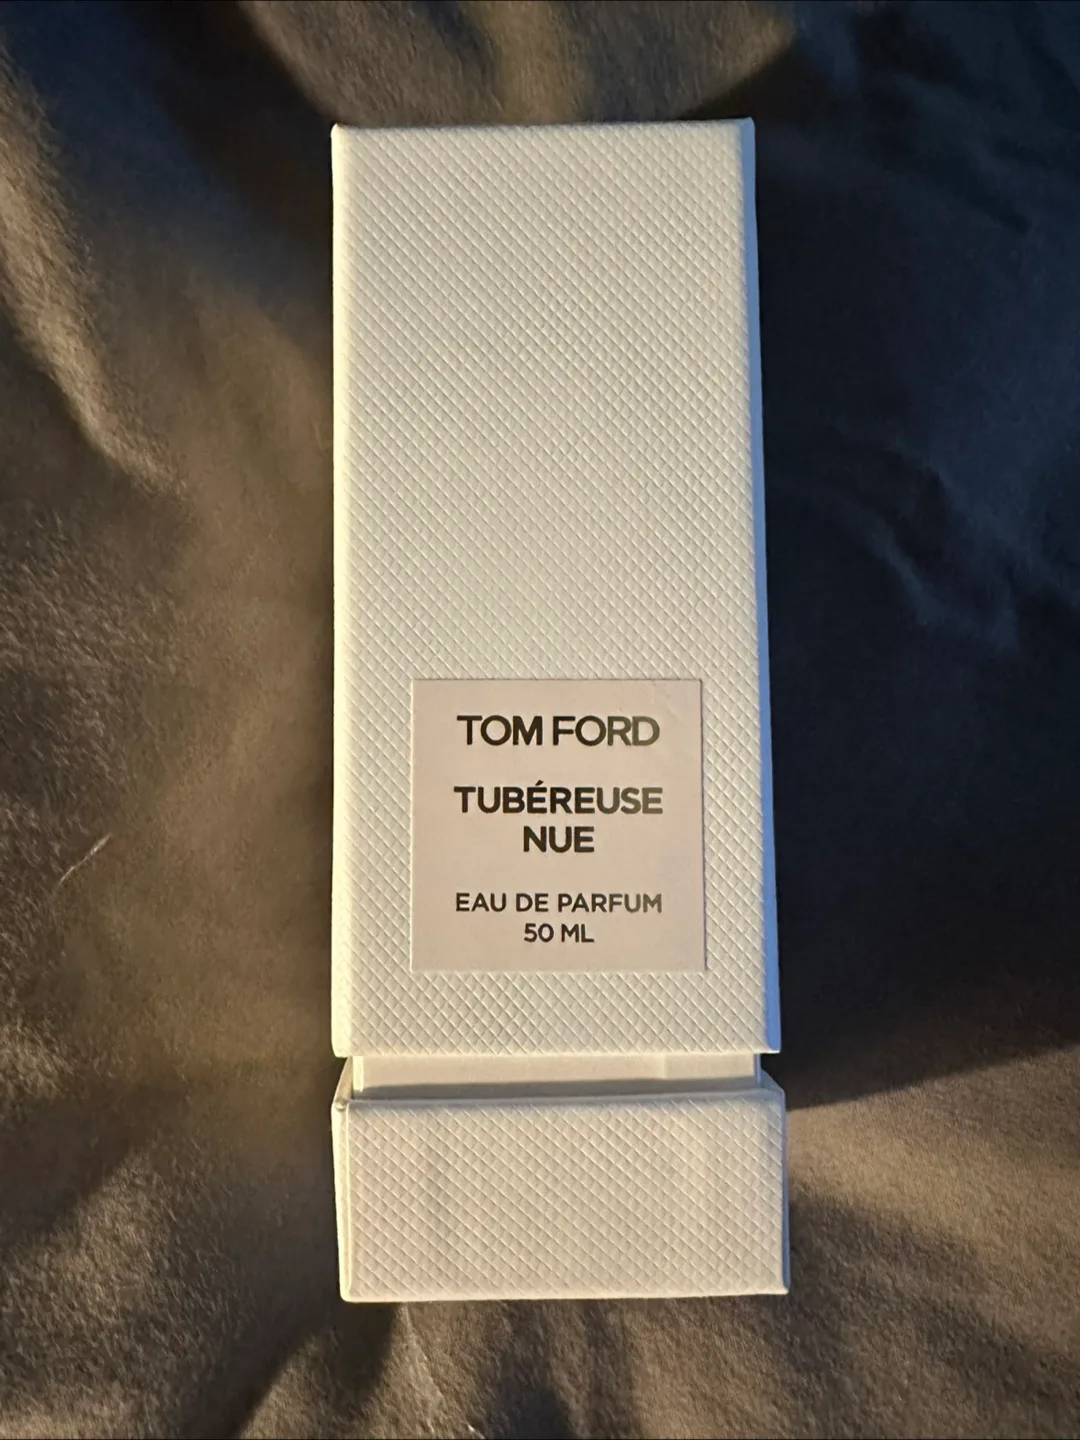 TOM FORD
TUBÉREUSE
NUE
EAU DE PARFUM
50 ML